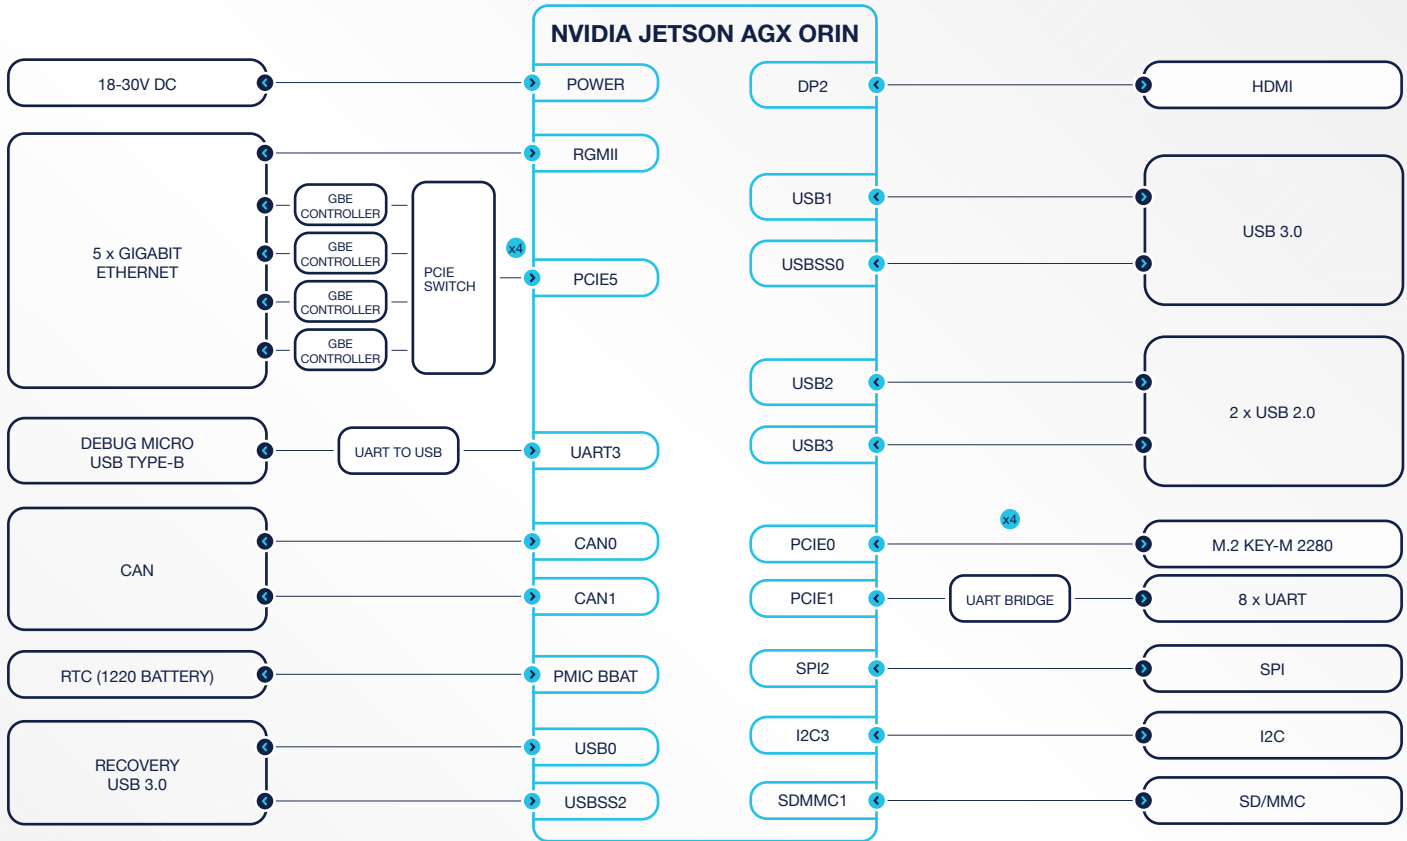 NVIDIA JETSON AGX ORIN
18-30V DC
POWER
5 x GIGABIT
ETHERNET
RGMII
GBE
CONTROLLER
GBE
CONTROLLER
GBE
CONTROLLER
GBE
CONTROLLER
PCIE
SWITCH
x4
PCIE5
DEBUG MICRO
USB TYPE-B
UART TO USB
UART3
CAN
CAN0
CAN1
RTC (1220 BATTERY)
PMIC BBAT
RECOVERY
USB 3.0
USB0
USBSS2
DP2
HDMI
USB1
USBSS0
USB 3.0
USB2
USB3
2 x USB 2.0
PCIE0
x4
M.2 KEY-M 2280
PCIE1
UART BRIDGE
8 x UART
SPI2
SPI
I2C3
I2C
SDMMC1
SD/MMC